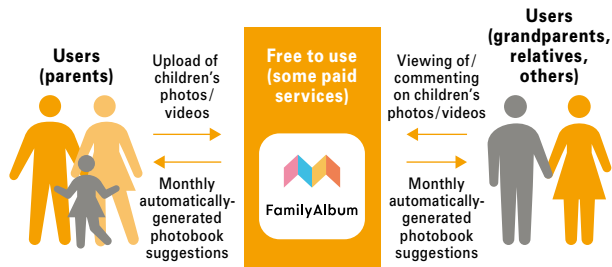 Users
(parents)
Upload of
children's
photos/
videos
Monthly
automatically-
generated
photobook
suggestions
Free to use
(some paid
services)
FamilyAlbum
Viewing of/
commenting
on children's
photos/videos
Monthly
automatically-
generated
photobook
suggestions
Users
(grandparents,
relatives,
others)